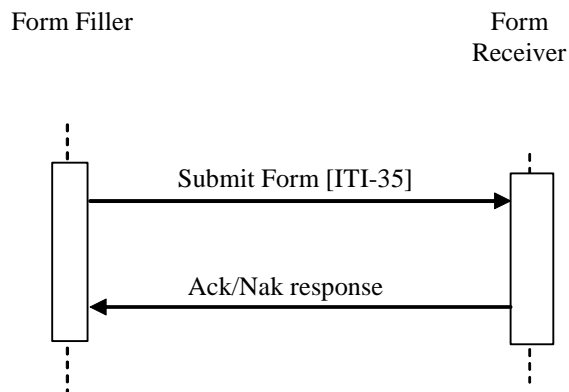 Form Filler
Form
Receiver
Submit Form [ITI-35]
Ack/Nak response